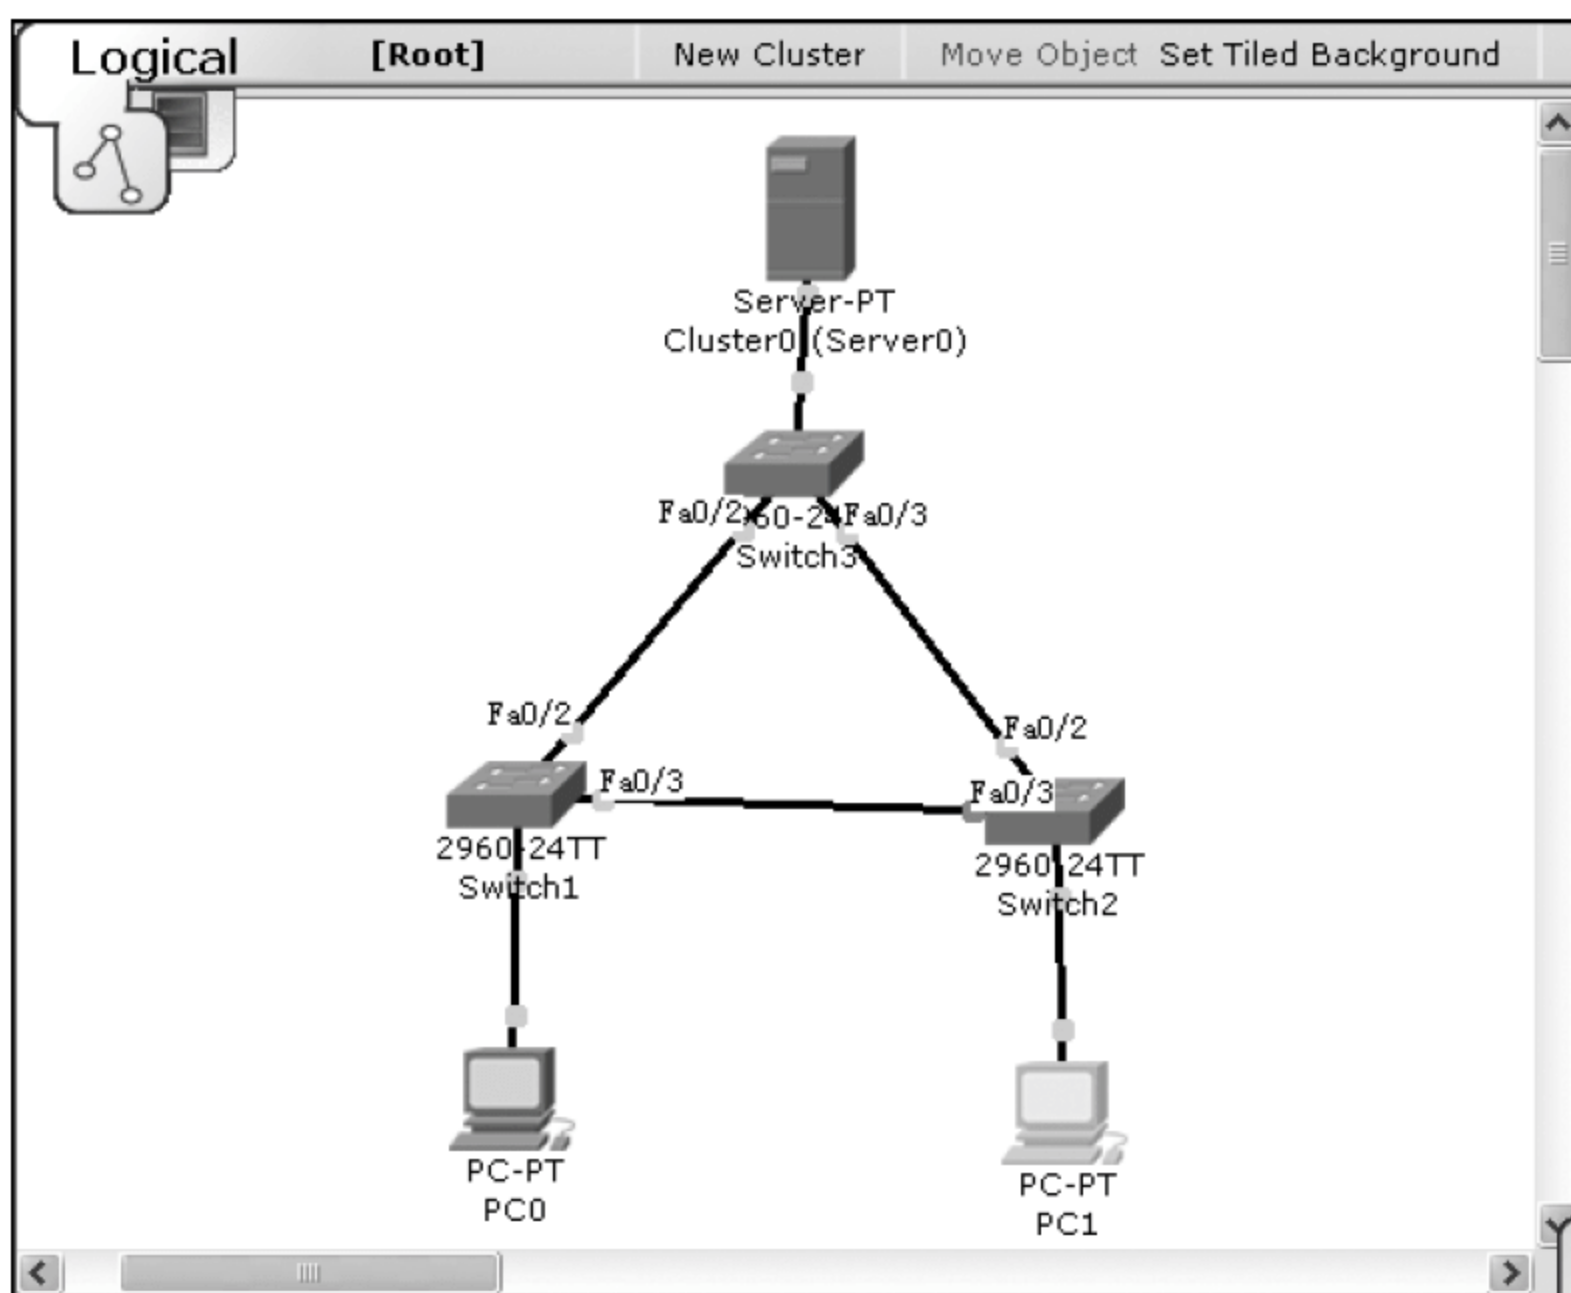 Logical [Root] New Cluster Move Object Set Tiled Background
Server-PT
Cluster0 (Server0)
Fa0/2 60-2 Fa0/3
Switch3
Fa0/2
Fa0/2
Fa0/3
Fa0/3
2960-24TT
Switch1
2960-24TT
Switch2
PC-PT
PC0
PC-PT
PC1